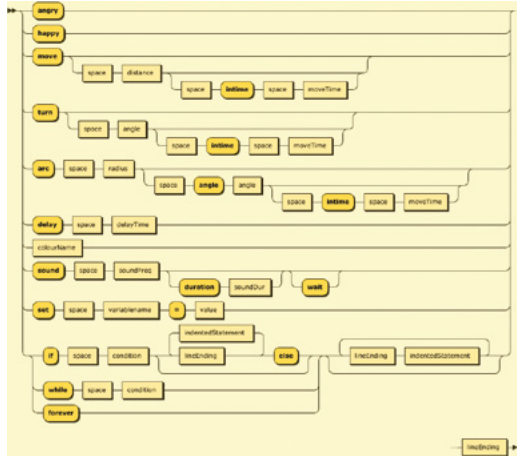 angry
happy
move space distance space intime space moveTime
turn space angle space intime space moveTime
arc space radius space angle angle space intime space moveTime
delay space delayTime
colourName
sound space soundFreq duration soundDur wait
set space variablename = value
indentedStatement
if space condition lineEnding else lineEnding indentedStatement
while space condition
forever
lineEnding